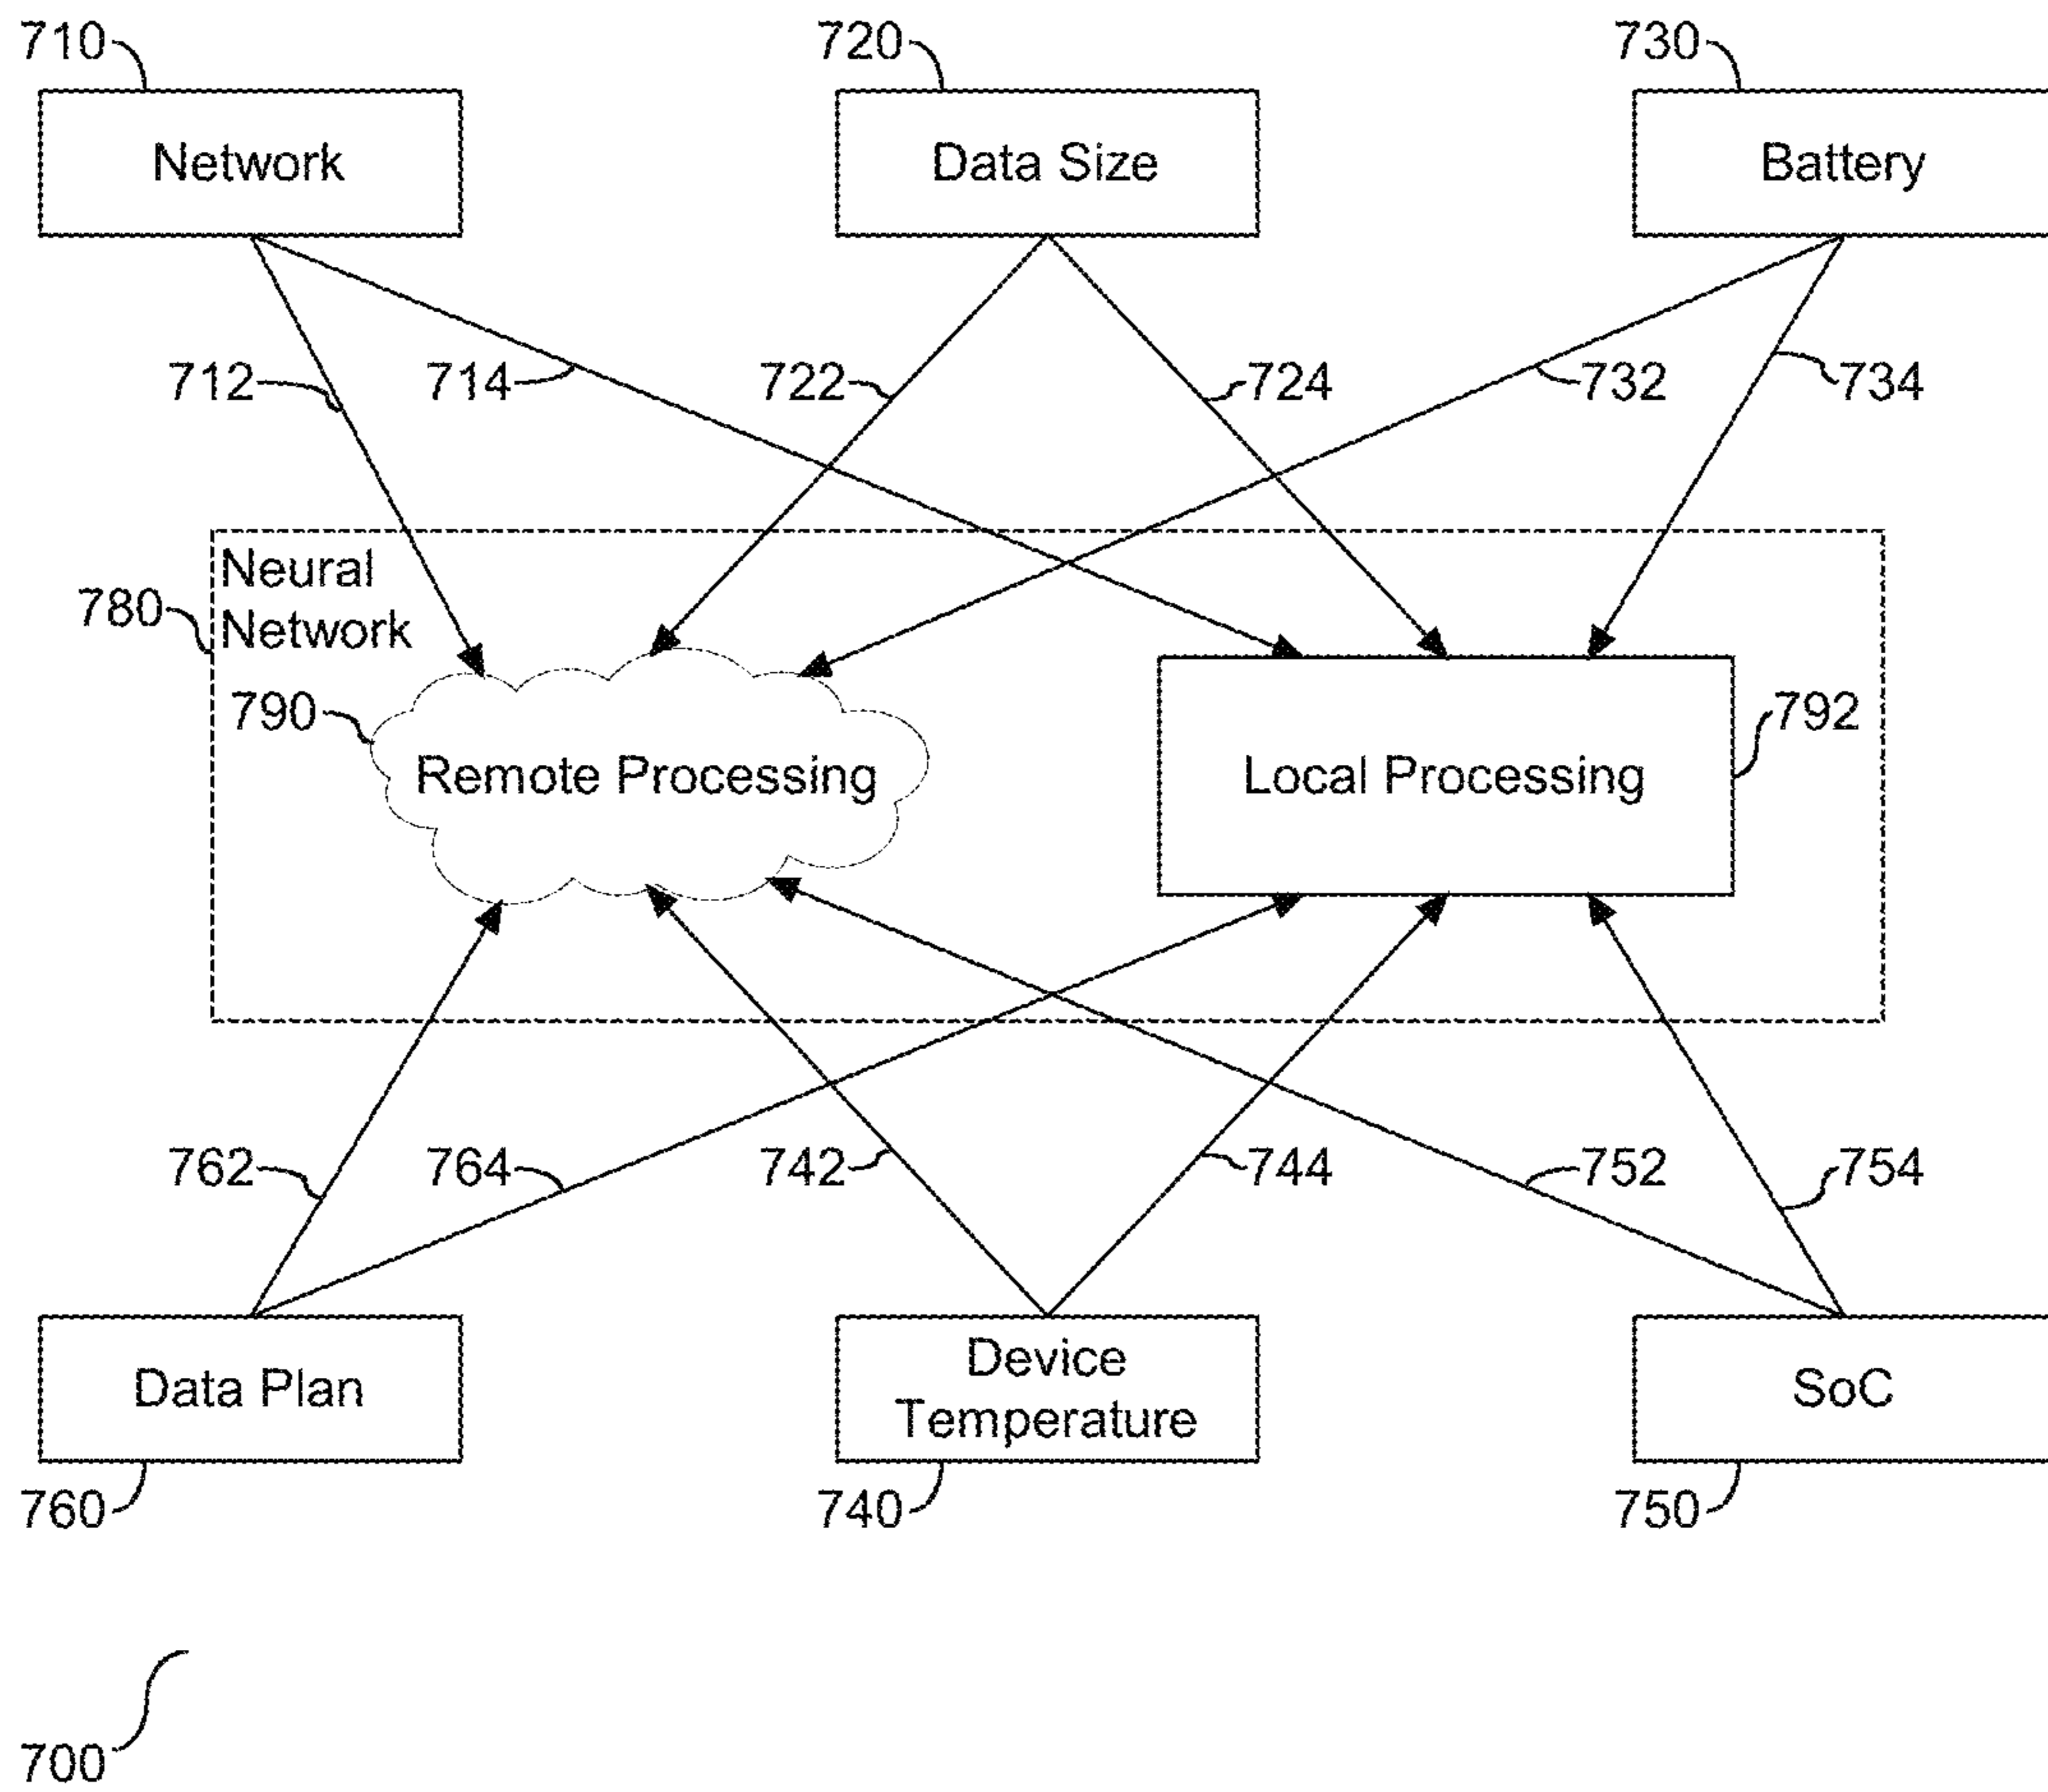 710
720
730
Network
Data Size
Battery
712
714
722
724
732
734
Neural
Network
780
790
792
Remote Processing
Local Processing
762
764
742
744
752
754
Data Plan
Device
Temperature
SoC
760
740
750
700